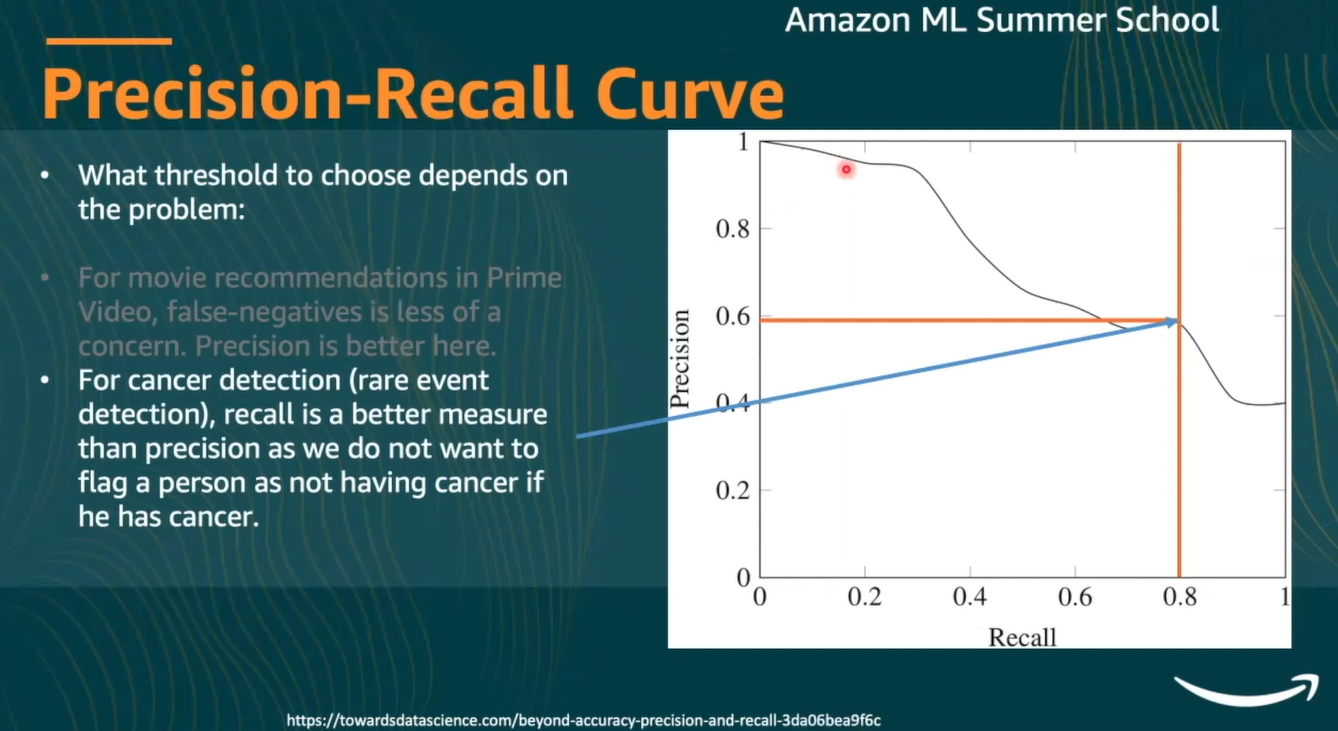 Amazon ML Summer School
Precision-Recall Curve
• What threshold to choose depends on
the problem:
• For movie recommendations in Prime
Video, false-negatives is less of a
concern. Precision is better here.
• For cancer detection (rare event
detection), recall is a better measure
than precision as we do not want to
flag a person as not having cancer if
he has cancer.
Precision
1
0.8
0.6
0.4
0.2
0
0 0.2 0.4 0.6 0.8 1
Recall
https://towardsdatascience.com/beyond-accuracy-precision-and-recall-3da06bea9f6c